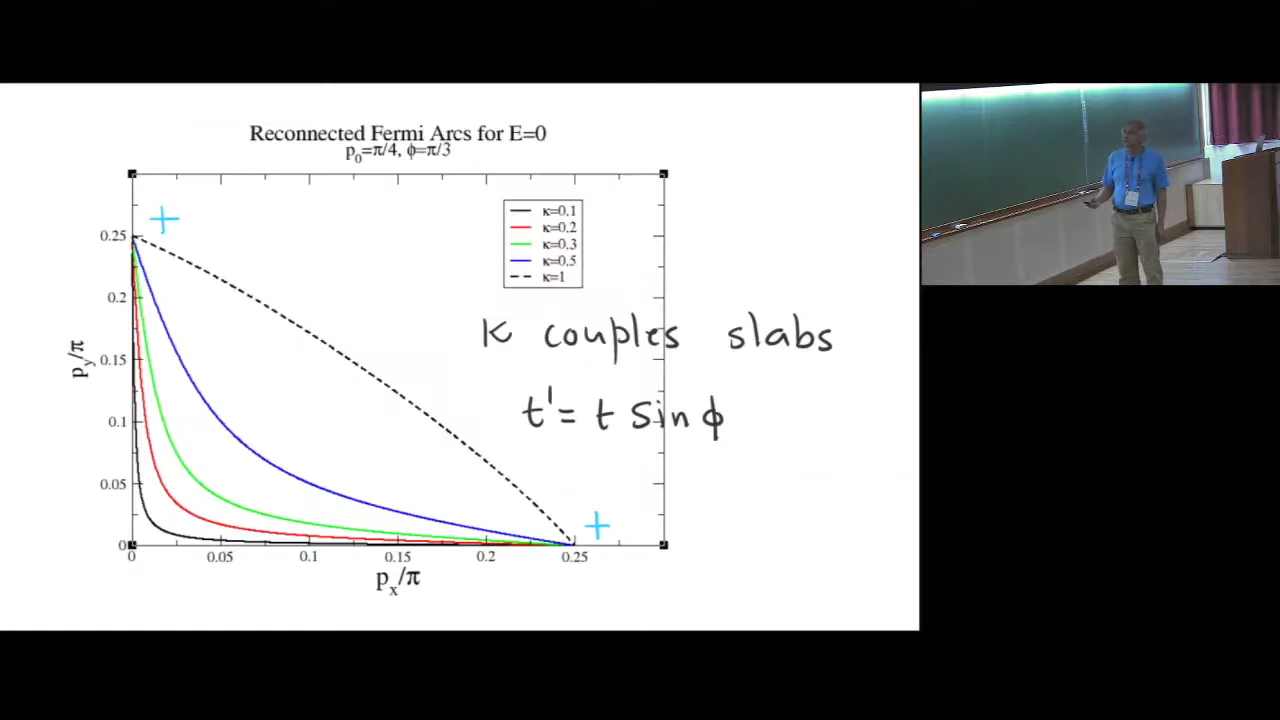 Reconnected Fermi Arcs for E=0
p₀=π/4, ϕ=π/3
+
κ=0.1
κ=0.2
κ=0.3
κ=0.5
κ=1
0.25
0.2
0.15
0.1
0.05
0
p_y/π
κ couples slabs
t'= t Sin ϕ
+
0
0.05
0.1
0.15
0.2
0.25
pₓ/π